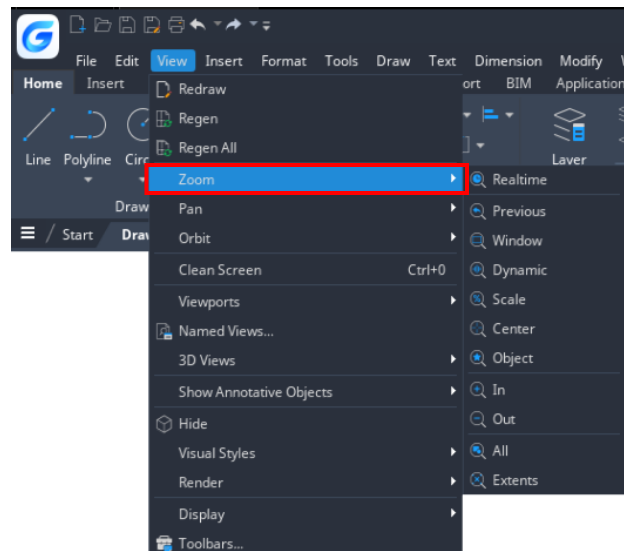 File Edit View Insert Format Tools Draw Text Dimension Modify
Home Insert ort BIM Application
Redraw
Regen
Regen All
Line Polyline Circ Layer
Zoom
Realtime
Pan
Previous
Draw
Orbit
Window
Start Draw
Clean Screen Ctrl+0
Dynamic
Viewports
Scale
Named Views...
Center
3D Views
Object
Show Annotative Objects
In
Hide
Out
Visual Styles
All
Render
Extents
Display
Toolbars...